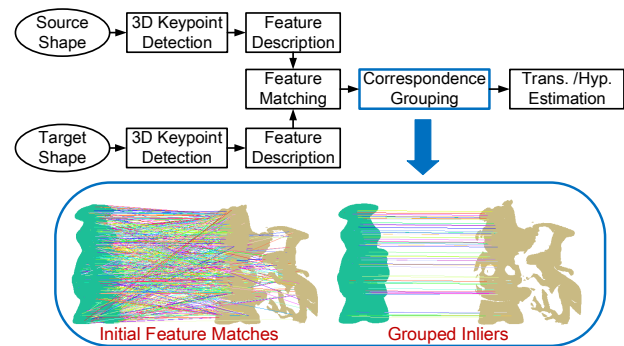 Source
Shape
3D Keypoint
Detection
Feature
Description
Feature
Matching
Correspondence
Grouping
Trans. /Hyp.
Estimation
Target
Shape
3D Keypoint
Detection
Feature
Description
Initial Feature Matches
Grouped Inliers